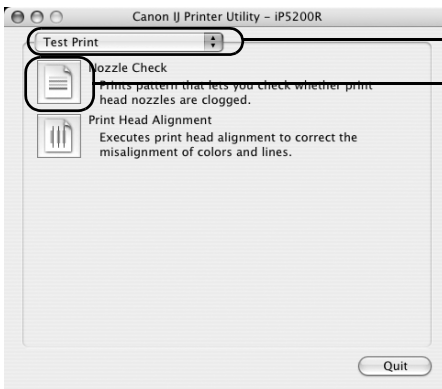 Canon IJ Printer Utility – iP5200R
Test Print
Nozzle Check
Prints pattern that lets you check whether print
head nozzles are clogged.
Print Head Alignment
Executes print head alignment to correct the
misalignment of colors and lines.
Quit